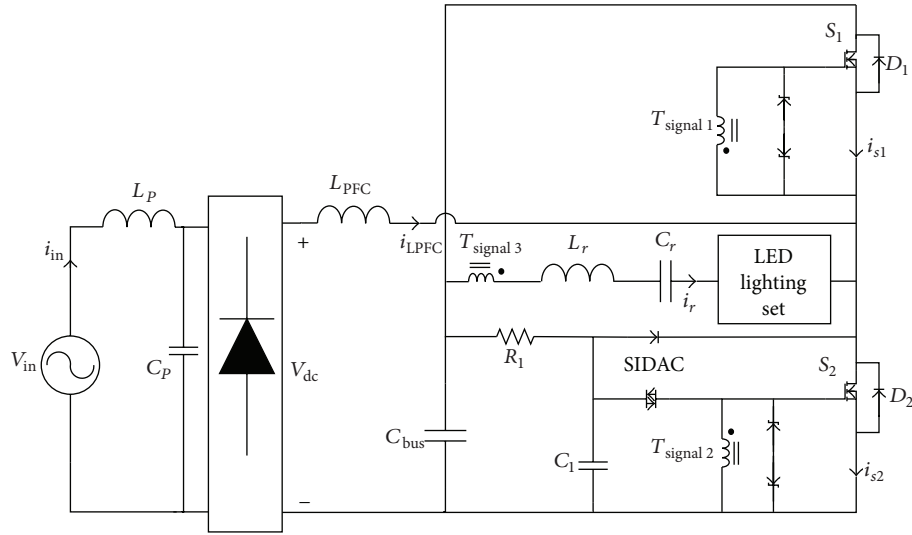 S1
D1
Tsignal 1
is1
LP
LPFC
iin
+
iLPFC
Tsignal 3
Lr
Cr
LED
lighting
set
ir
Vin
CP
Vdc
R1
SIDAC
S2
D2
Cbus
C1
Tsignal 2
is2
−